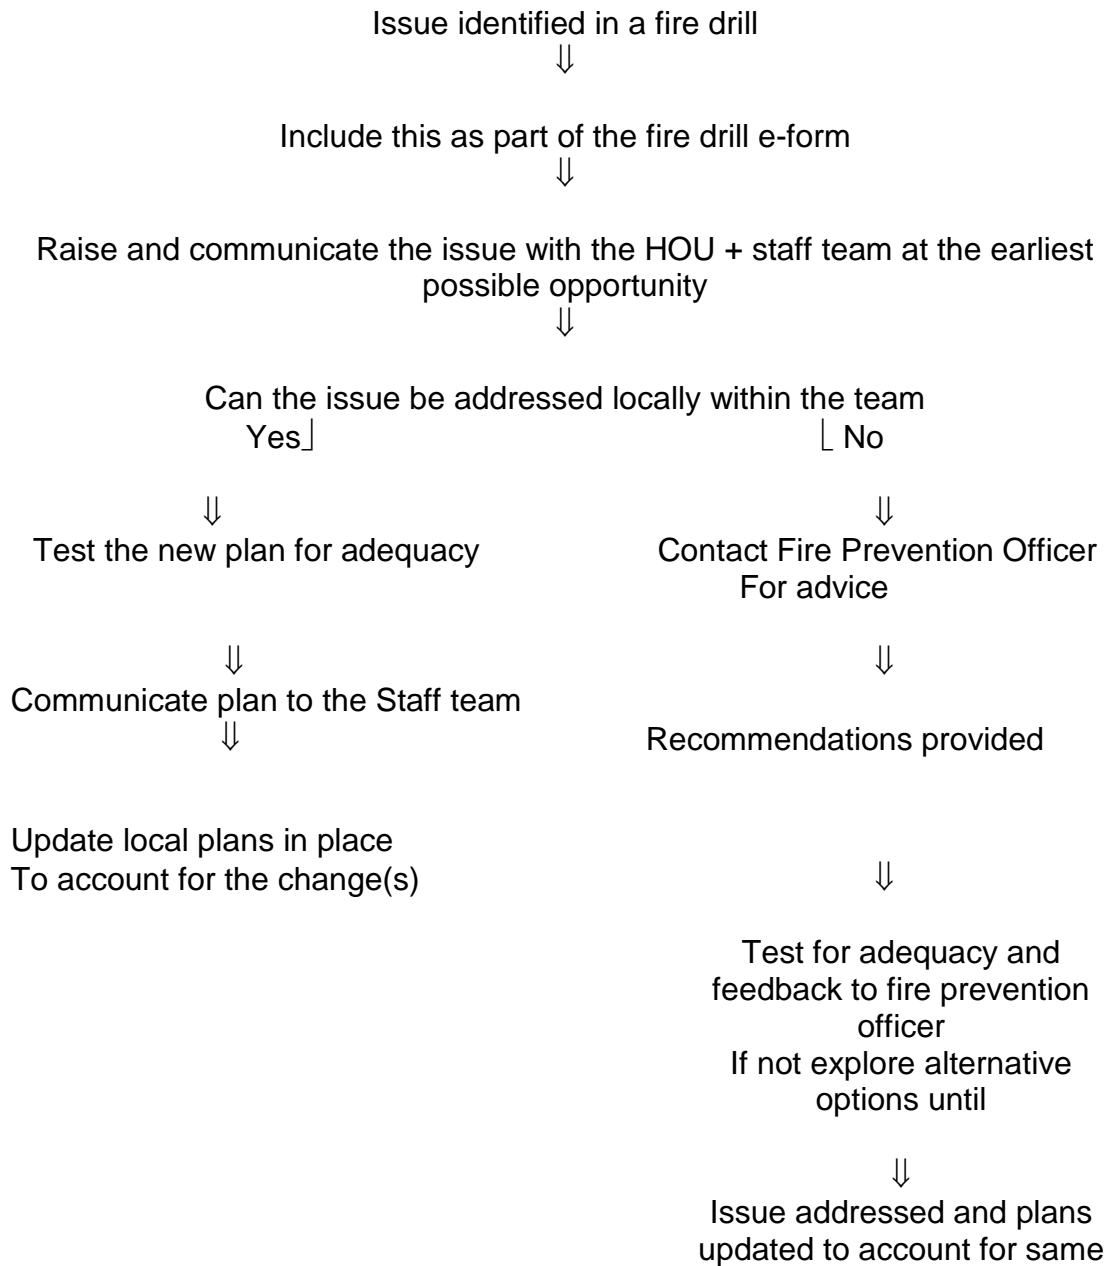 Issue identified in a fire drill
⇓
Include this as part of the fire drill e-form
⇓
Raise and communicate the issue with the HOU + staff team at the earliest
possible opportunity
⇓
Can the issue be addressed locally within the team
Yes⌋ ⌊ No
⇓ ⇓
Test the new plan for adequacy Contact Fire Prevention Officer
For advice
⇓ ⇓
Communicate plan to the Staff team
⇓ Recommendations provided
Update local plans in place
To account for the change(s) ⇓
Test for adequacy and
feedback to fire prevention
officer
If not explore alternative
options until
⇓
Issue addressed and plans
updated to account for same